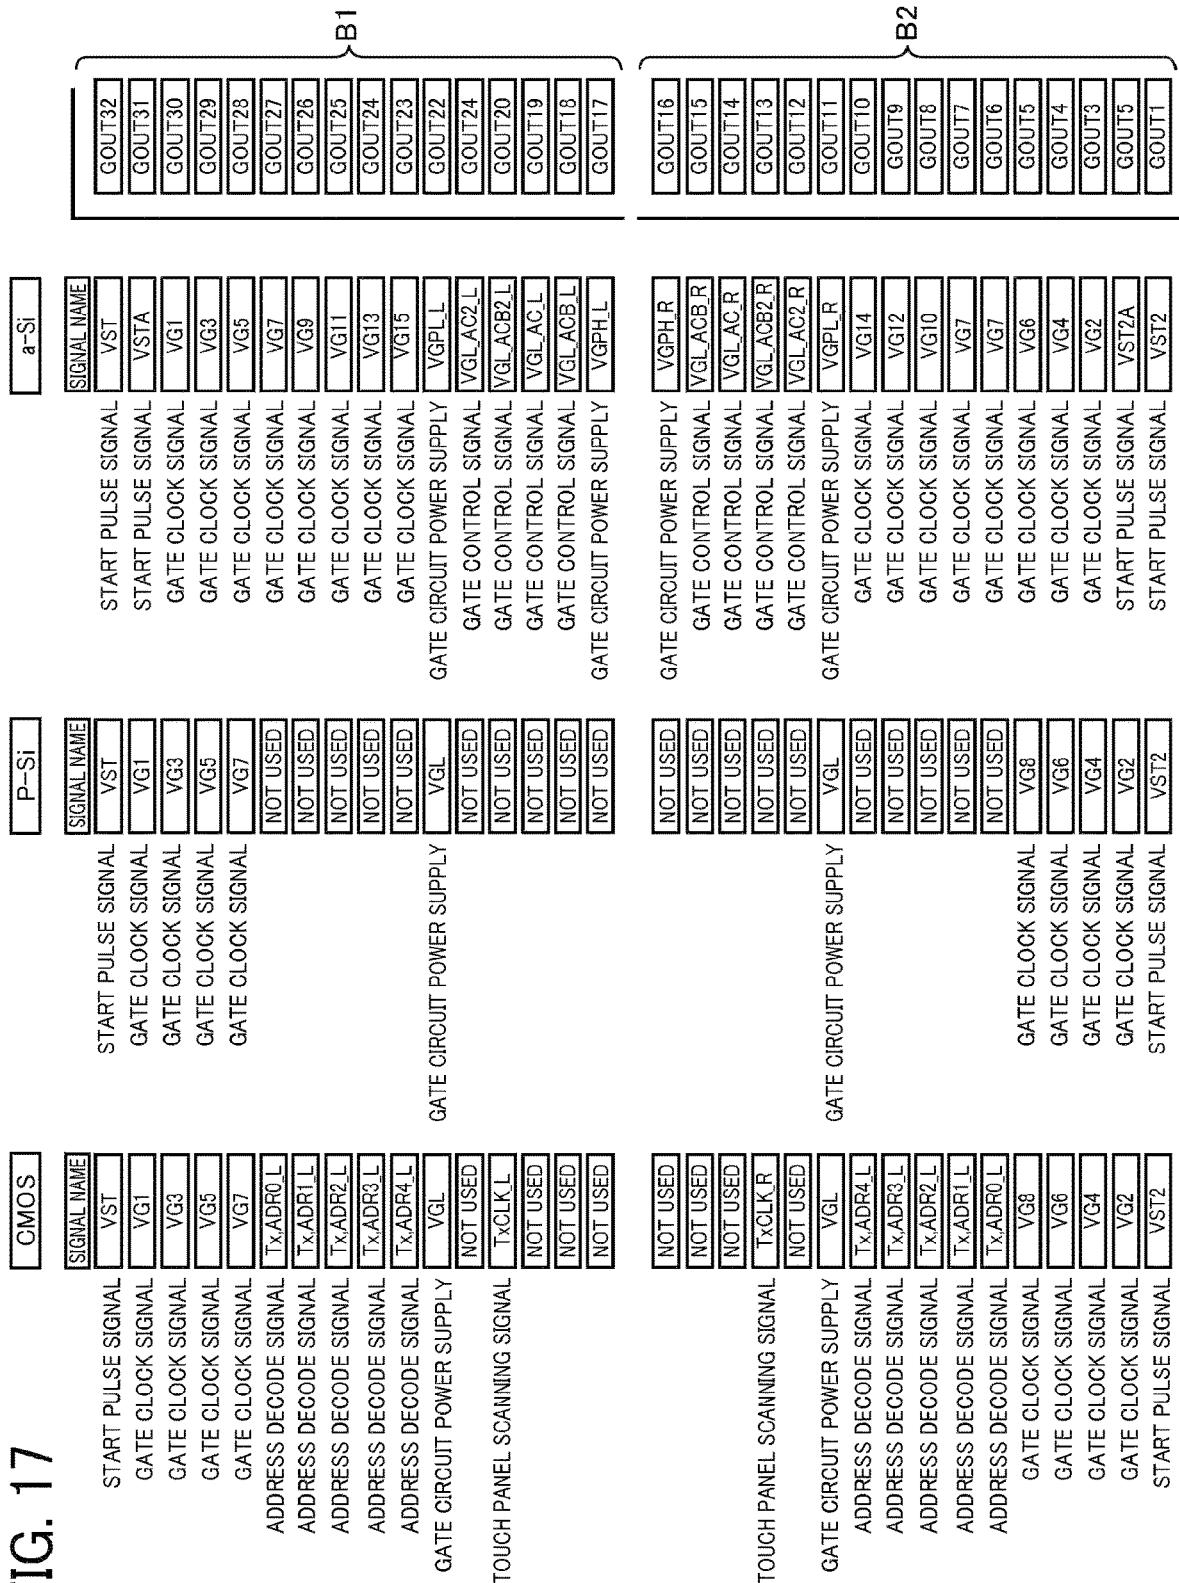 FIG. 17
CMOS P-Si a-Si
SIGNAL NAME SIGNAL NAME SIGNAL NAME
START PULSE SIGNAL VST START PULSE SIGNAL VST START PULSE SIGNAL VST GOUT32
GATE CLOCK SIGNAL VG1 GATE CLOCK SIGNAL VG1 START PULSE SIGNAL VSTA GOUT31
GATE CLOCK SIGNAL VG3 GATE CLOCK SIGNAL VG3 GATE CLOCK SIGNAL VG1 GOUT30
GATE CLOCK SIGNAL VG5 GATE CLOCK SIGNAL VG5 GATE CLOCK SIGNAL VG3 GOUT29
GATE CLOCK SIGNAL VG7 GATE CLOCK SIGNAL VG7 GATE CLOCK SIGNAL VG5 GOUT28
ADDRESS DECODE SIGNAL Tx,ADR0_L NOT USED GATE CLOCK SIGNAL VG7 GOUT27
ADDRESS DECODE SIGNAL Tx,ADR1_L NOT USED GATE CLOCK SIGNAL VG9 GOUT26
ADDRESS DECODE SIGNAL Tx,ADR2_L NOT USED GATE CLOCK SIGNAL VG11 GOUT25
ADDRESS DECODE SIGNAL Tx,ADR3_L NOT USED GATE CLOCK SIGNAL VG13 GOUT24
ADDRESS DECODE SIGNAL Tx,ADR4_L NOT USED GATE CLOCK SIGNAL VG15 GOUT23
GATE CIRCUIT POWER SUPPLY VGL GATE CIRCUIT POWER SUPPLY VGL GATE CIRCUIT POWER SUPPLY VGPL_L GOUT22
NOT USED NOT USED GATE CONTROL SIGNAL VGL_AC2_L GOUT24
TOUCH PANEL SCANNING SIGNAL TxCLK_L NOT USED GATE CONTROL SIGNAL VGL_ACB2_L GOUT20
NOT USED NOT USED GATE CONTROL SIGNAL VGL_AC_L GOUT19
NOT USED NOT USED GATE CONTROL SIGNAL VGL_ACB_L GOUT18
NOT USED NOT USED GATE CIRCUIT POWER SUPPLY VGPH_L GOUT17
B1
NOT USED NOT USED GATE CIRCUIT POWER SUPPLY VGPH_R GOUT16
NOT USED NOT USED GATE CONTROL SIGNAL VGL_ACB_R GOUT15
NOT USED NOT USED GATE CONTROL SIGNAL VGL_AC_R GOUT14
TOUCH PANEL SCANNING SIGNAL TxCLK_R NOT USED GATE CONTROL SIGNAL VGL_ACB2_R GOUT13
NOT USED NOT USED GATE CONTROL SIGNAL VGL_AC2_R GOUT12
GATE CIRCUIT POWER SUPPLY VGL GATE CIRCUIT POWER SUPPLY VGL GATE CIRCUIT POWER SUPPLY VGPL_R GOUT11
ADDRESS DECODE SIGNAL Tx,ADR4_L NOT USED GATE CLOCK SIGNAL VG14 GOUT10
ADDRESS DECODE SIGNAL Tx,ADR3_L NOT USED GATE CLOCK SIGNAL VG12 GOUT9
ADDRESS DECODE SIGNAL Tx,ADR2_L NOT USED GATE CLOCK SIGNAL VG10 GOUT8
ADDRESS DECODE SIGNAL Tx,ADR1_L NOT USED GATE CLOCK SIGNAL VG7 GOUT7
ADDRESS DECODE SIGNAL Tx,ADR0_L NOT USED GATE CLOCK SIGNAL VG7 GOUT6
GATE CLOCK SIGNAL VG8 GATE CLOCK SIGNAL VG8 GATE CLOCK SIGNAL VG6 GOUT5
GATE CLOCK SIGNAL VG6 GATE CLOCK SIGNAL VG6 GATE CLOCK SIGNAL VG4 GOUT4
GATE CLOCK SIGNAL VG4 GATE CLOCK SIGNAL VG4 GATE CLOCK SIGNAL VG2 GOUT3
GATE CLOCK SIGNAL VG2 GATE CLOCK SIGNAL VG2 START PULSE SIGNAL VST2A GOUT5
START PULSE SIGNAL VST2 START PULSE SIGNAL VST2 START PULSE SIGNAL VST2 GOUT1
B2